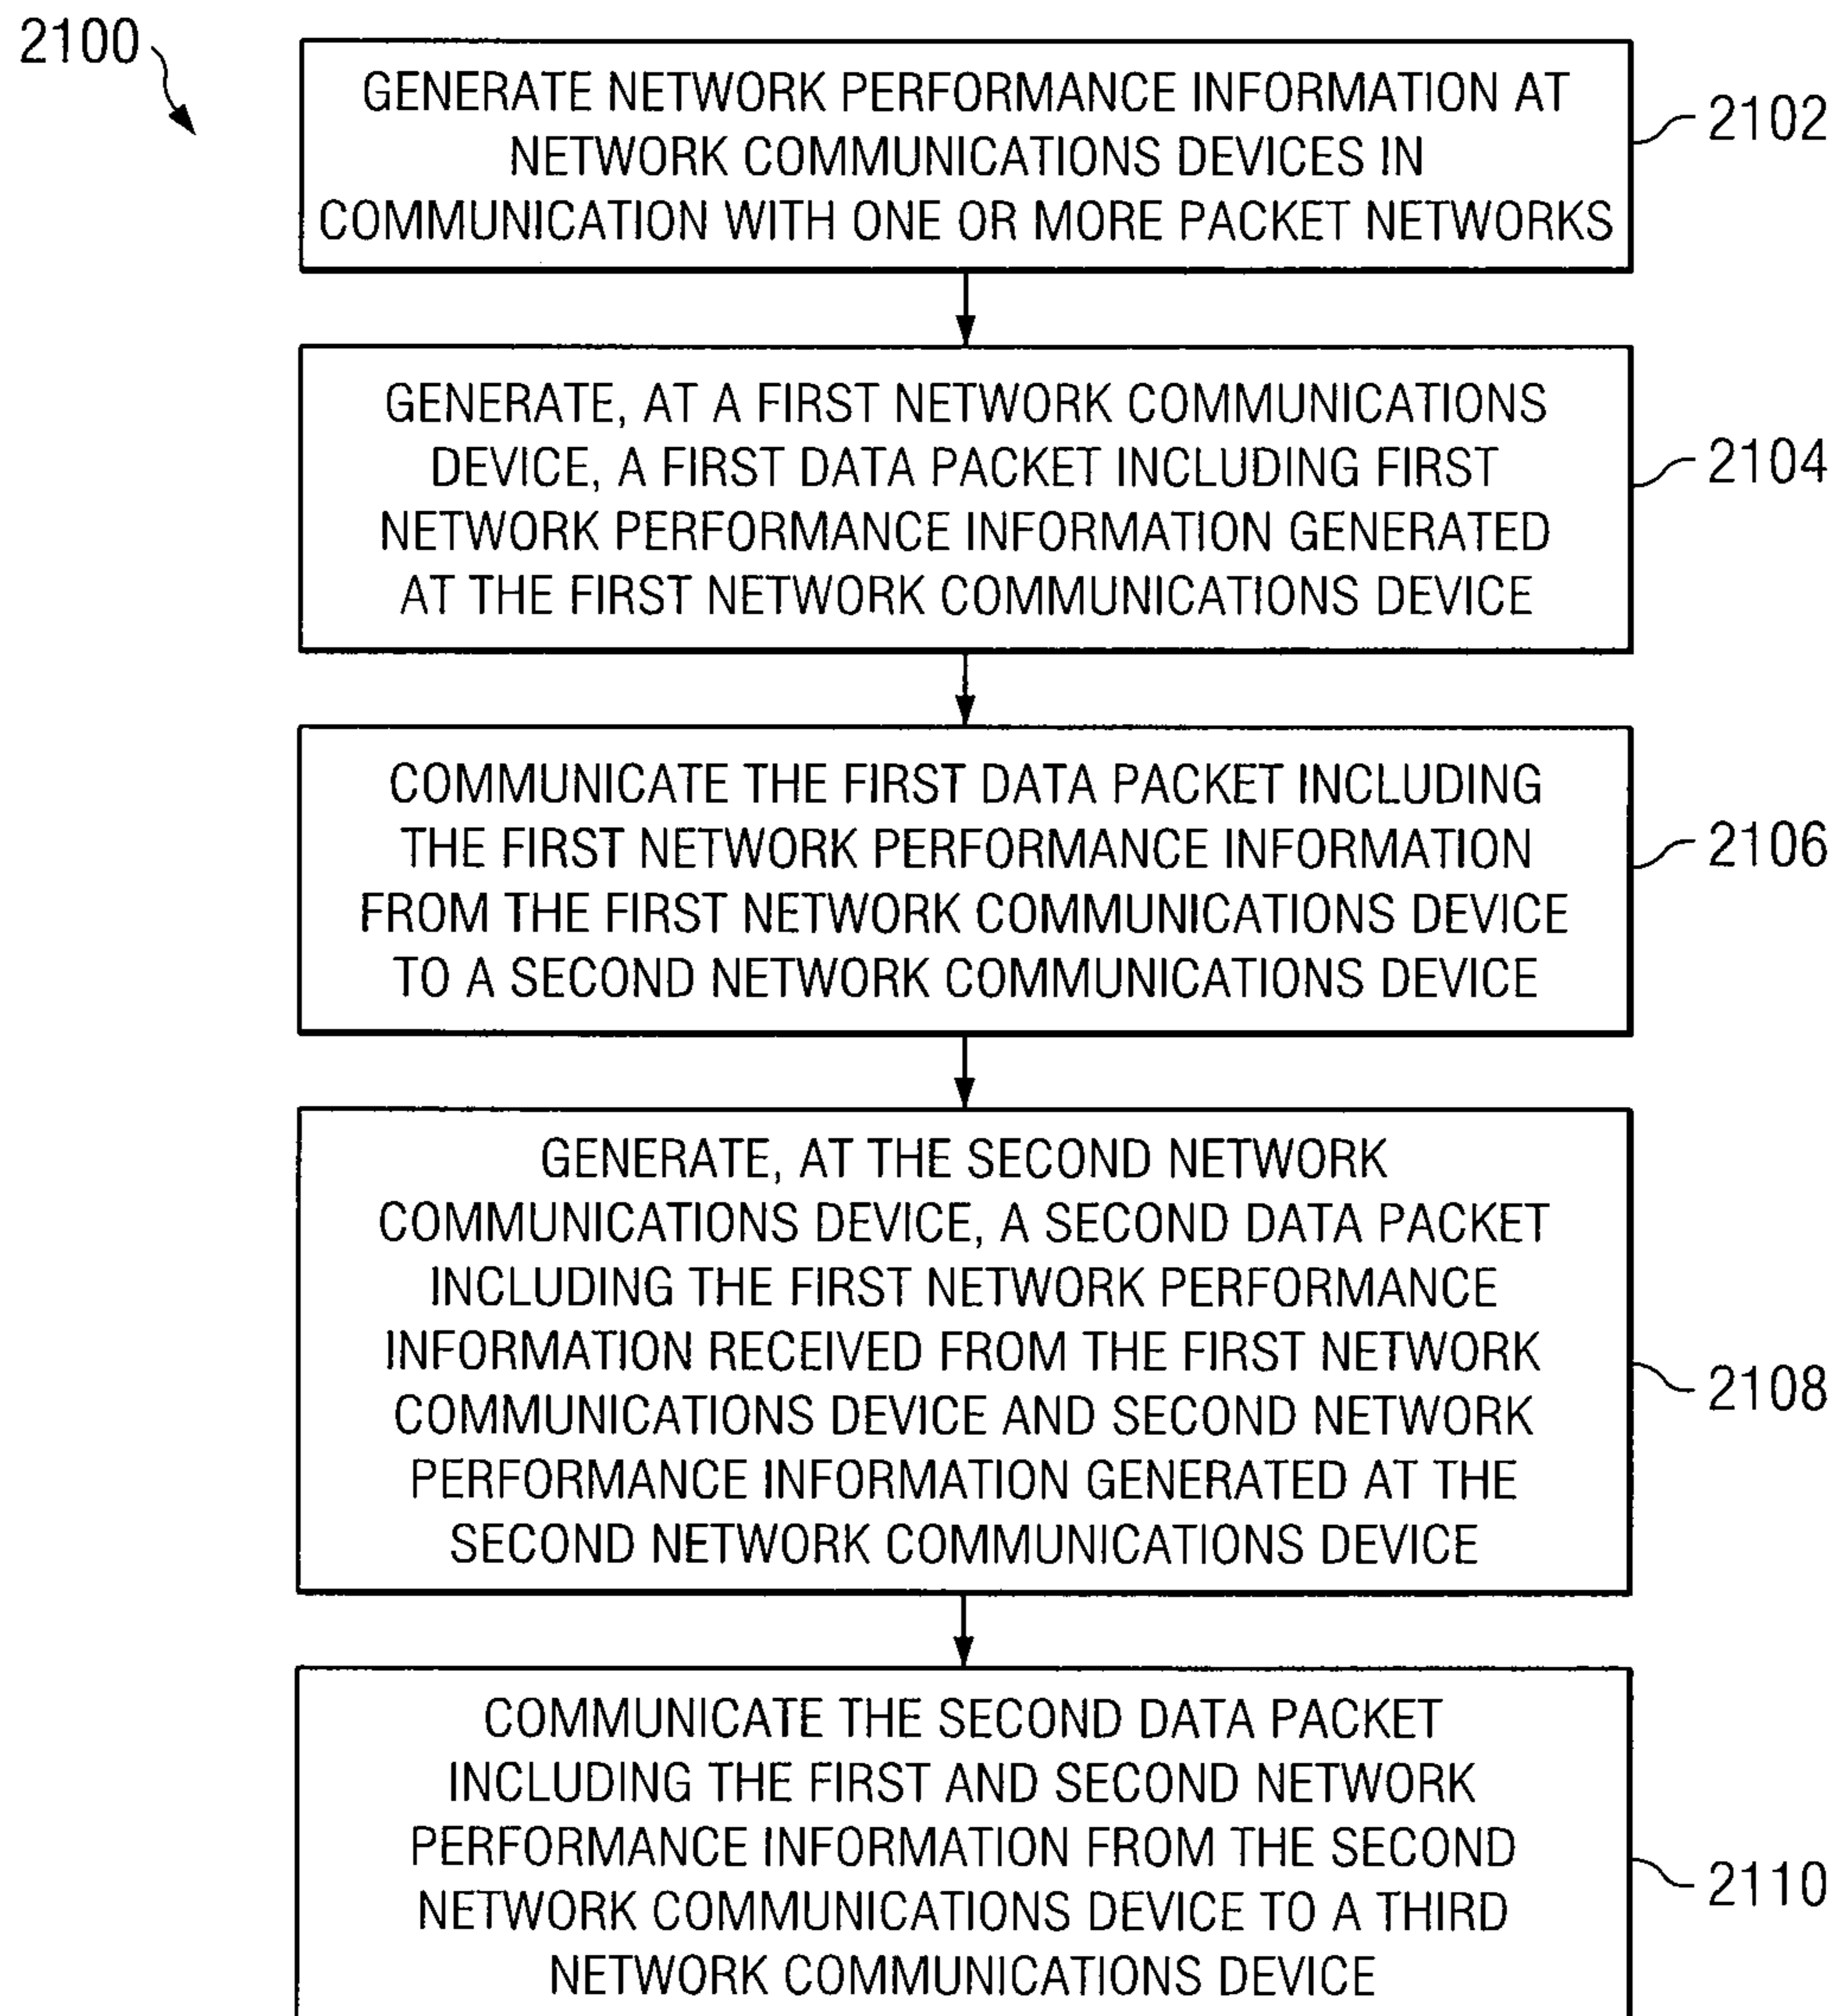 2100
GENERATE NETWORK PERFORMANCE INFORMATION AT
NETWORK COMMUNICATIONS DEVICES IN
COMMUNICATION WITH ONE OR MORE PACKET NETWORKS
2102
GENERATE, AT A FIRST NETWORK COMMUNICATIONS
DEVICE, A FIRST DATA PACKET INCLUDING FIRST
NETWORK PERFORMANCE INFORMATION GENERATED
AT THE FIRST NETWORK COMMUNICATIONS DEVICE
2104
COMMUNICATE THE FIRST DATA PACKET INCLUDING
THE FIRST NETWORK PERFORMANCE INFORMATION
FROM THE FIRST NETWORK COMMUNICATIONS DEVICE
TO A SECOND NETWORK COMMUNICATIONS DEVICE
2106
GENERATE, AT THE SECOND NETWORK
COMMUNICATIONS DEVICE, A SECOND DATA PACKET
INCLUDING THE FIRST NETWORK PERFORMANCE
INFORMATION RECEIVED FROM THE FIRST NETWORK
COMMUNICATIONS DEVICE AND SECOND NETWORK
PERFORMANCE INFORMATION GENERATED AT THE
SECOND NETWORK COMMUNICATIONS DEVICE
2108
COMMUNICATE THE SECOND DATA PACKET
INCLUDING THE FIRST AND SECOND NETWORK
PERFORMANCE INFORMATION FROM THE SECOND
NETWORK COMMUNICATIONS DEVICE TO A THIRD
NETWORK COMMUNICATIONS DEVICE
2110